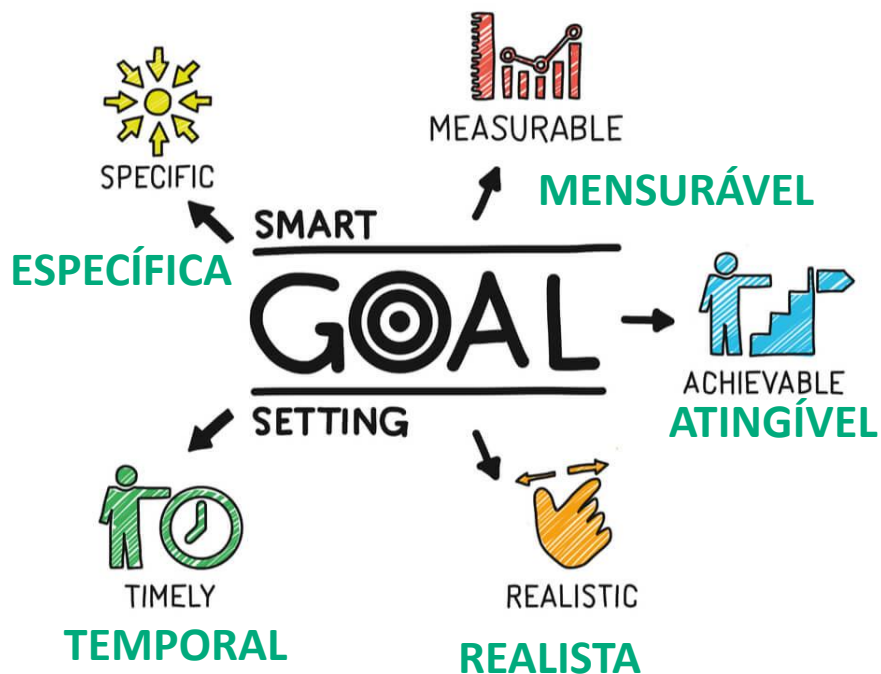 SPECIFIC
ESPECÍFICA
MEASURABLE
MENSURÁVEL
SMART
GOAL
SETTING
ACHIEVABLE
ATINGÍVEL
TIMELY
TEMPORAL
REALISTIC
REALISTA